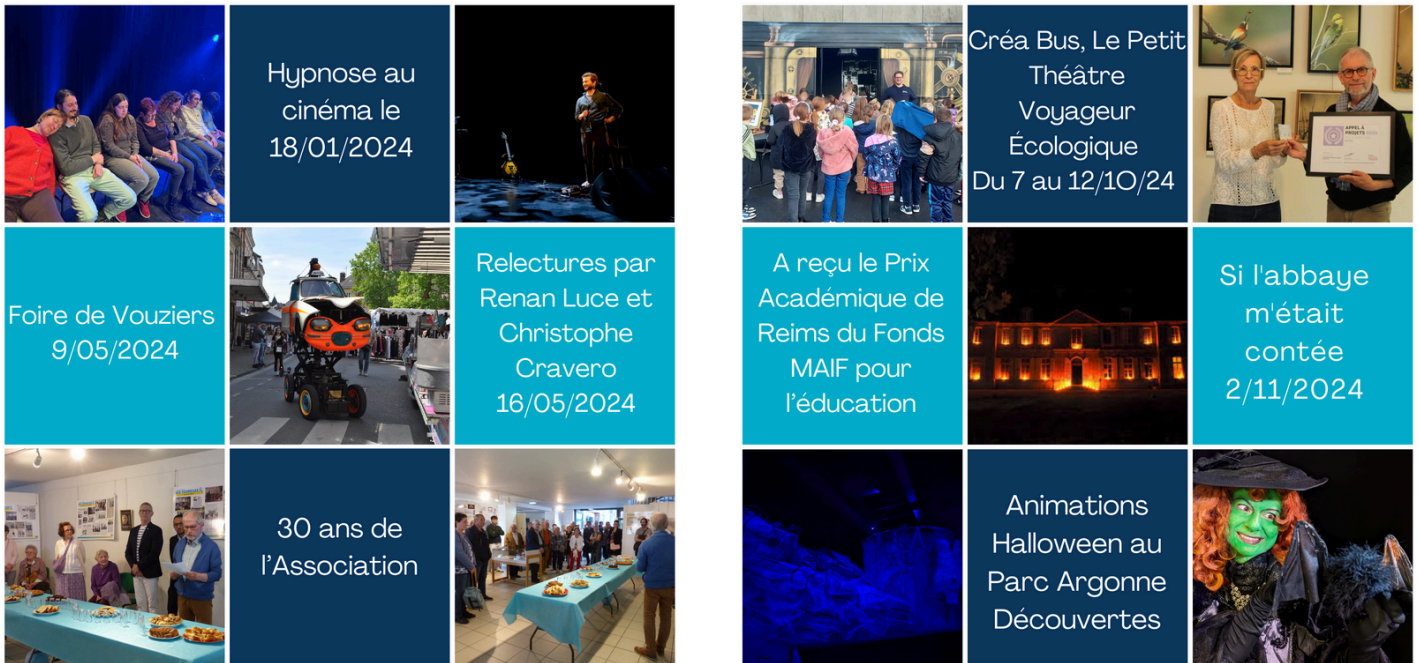 Hypnose au
cinéma le
18/01/2024
Foire de Vouziers
9/05/2024
Relectures par
Renan Luce et
Christophe
Cravero
16/05/2024
30 ans de
l'Association
Créa Bus, Le Petit
Théâtre
Voyageur
Écologique
Du 7 au 12/10/24
APPEL À
PROJETS
A reçu le Prix
Académique de
Reims du Fonds
MAIF pour
l'éducation
Si l'abbaye
m'était
contée
2/11/2024
Animations
Halloween au
Parc Argonne
Découvertes